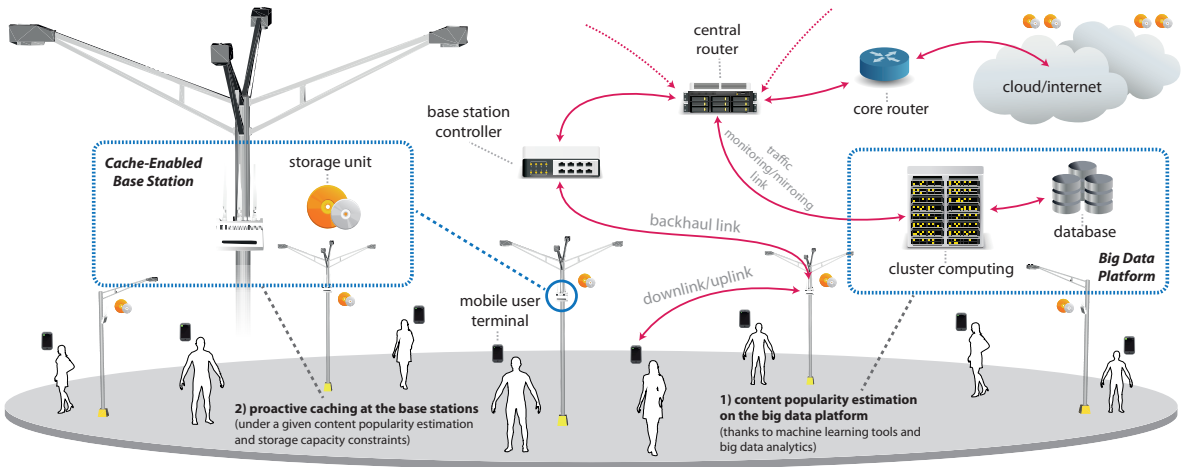 central
router
core router
cloud/internet
base station
controller
Cache-Enabled
Base Station
storage unit
traffic
monitoring/mirroring
link
backhaul link
database
cluster computing
Big Data
Platform
downlink/uplink
mobile user
terminal
2) proactive caching at the base stations
(under a given content popularity estimation
and storage capacity constraints)
1) content popularity estimation
on the big data platform
(thanks to machine learning tools and
big data analytics)